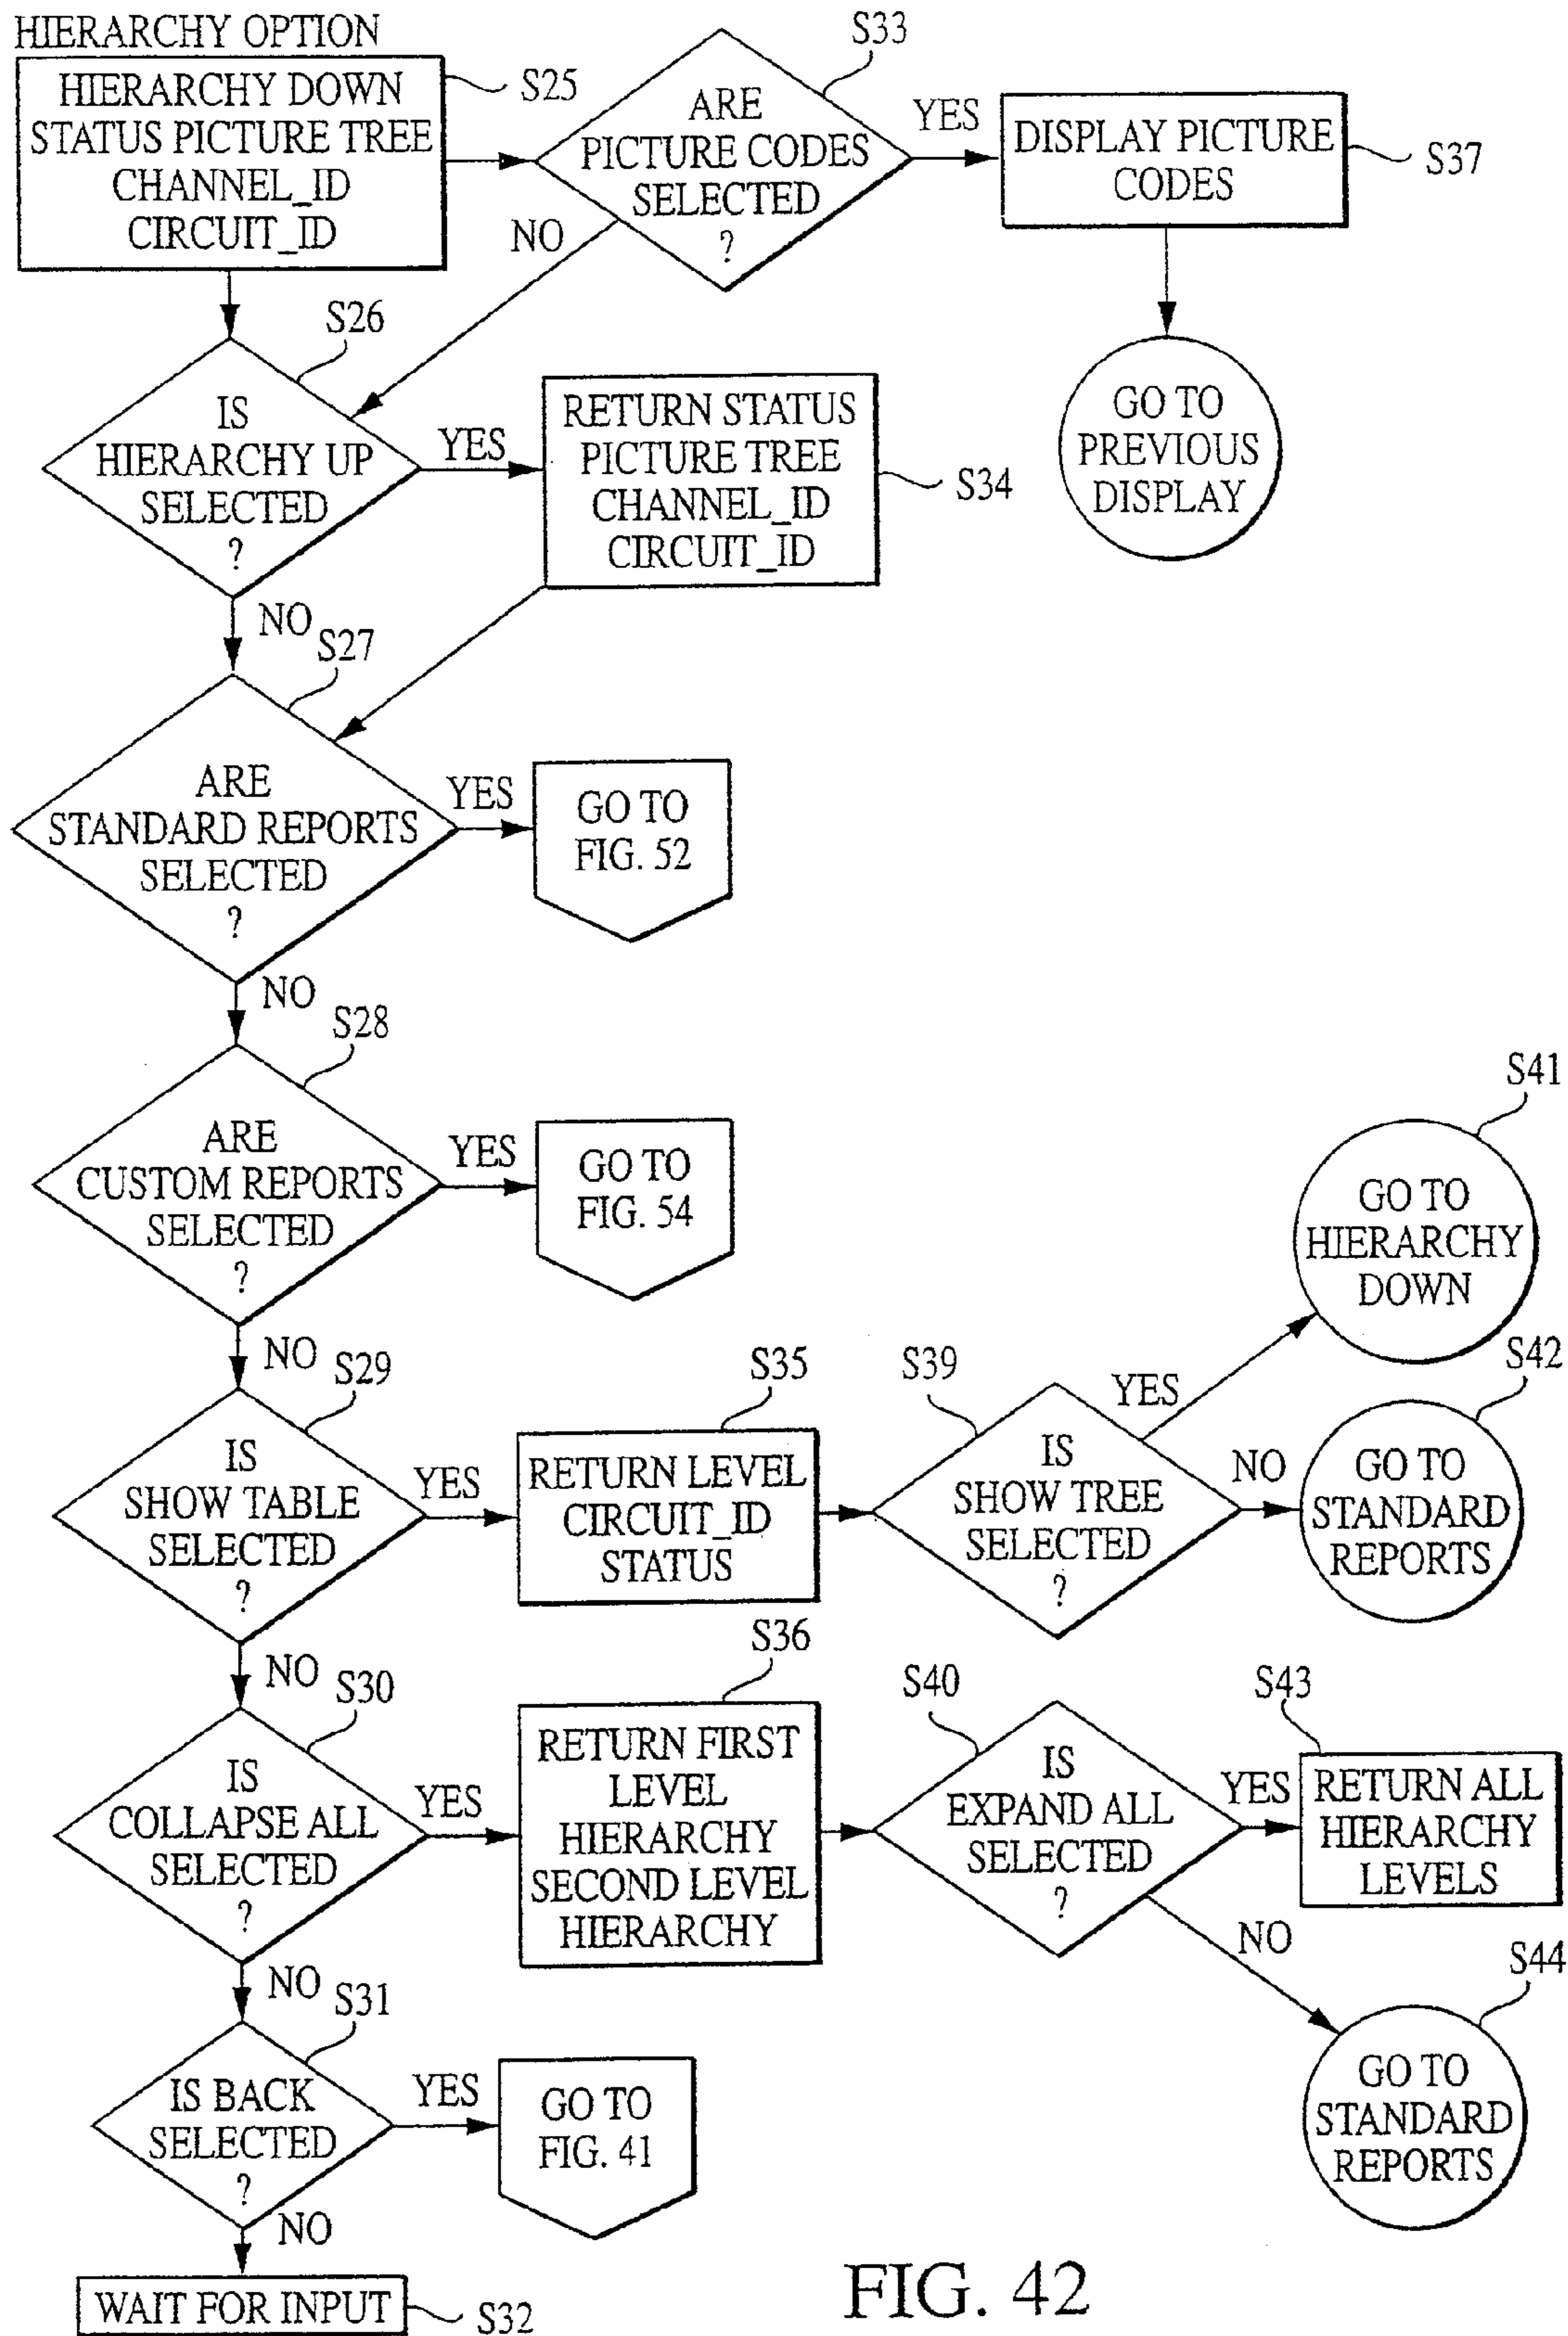 HIERARCHY OPTION
HIERARCHY DOWN
STATUS PICTURE TREE
CHANNEL_ID
CIRCUIT_ID
S25
ARE
PICTURE CODES
SELECTED
?
S33
YES
DISPLAY PICTURE
CODES
S37
NO
GO TO
PREVIOUS
DISPLAY
S26
IS
HIERARCHY UP
SELECTED
?
YES
RETURN STATUS
PICTURE TREE
CHANNEL_ID
CIRCUIT_ID
S34
NO
S27
ARE
STANDARD REPORTS
SELECTED
?
YES
GO TO
FIG. 52
NO
S28
ARE
CUSTOM REPORTS
SELECTED
?
YES
GO TO
FIG. 54
NO
S29
IS
SHOW TABLE
SELECTED
?
YES
S35
RETURN LEVEL
CIRCUIT_ID
STATUS
S39
IS
SHOW TREE
SELECTED
?
YES
S41
GO TO
HIERARCHY
DOWN
NO
S42
GO TO
STANDARD
REPORTS
NO
S30
IS
COLLAPSE ALL
SELECTED
?
YES
S36
RETURN FIRST
LEVEL
HIERARCHY
SECOND LEVEL
HIERARCHY
S40
IS
EXPAND ALL
SELECTED
?
YES
S43
RETURN ALL
HIERARCHY
LEVELS
NO
S44
GO TO
STANDARD
REPORTS
NO
S31
IS BACK
SELECTED
?
YES
GO TO
FIG. 41
NO
WAIT FOR INPUT
S32
FIG. 42